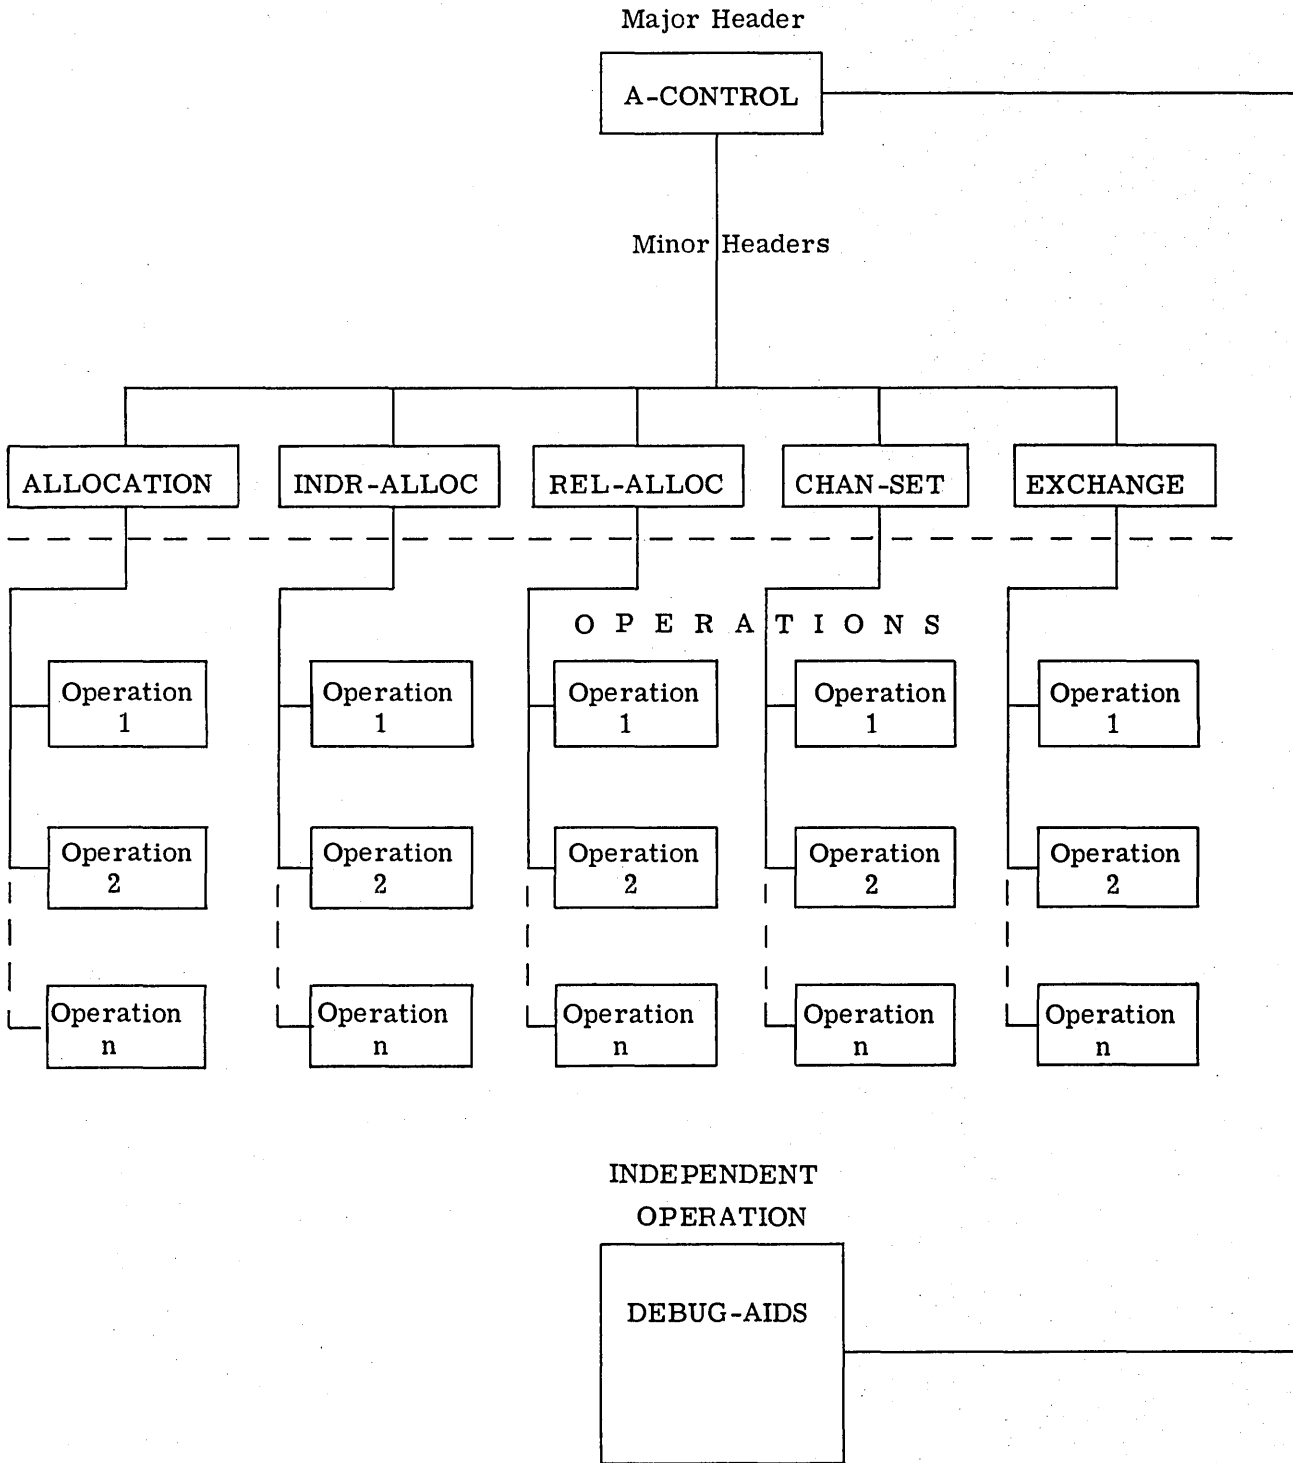 Major Header
A-CONTROL
Minor Headers
ALLOCATION INDR-ALLOC REL-ALLOC CHAN-SET EXCHANGE
O P E R A T I O N S
Operation Operation Operation Operation Operation
1 1 1 1 1
Operation Operation Operation Operation Operation
2 2 2 2 2
Operation Operation Operation Operation Operation
n n n n n
INDEPENDENT
OPERATION
DEBUG-AIDS